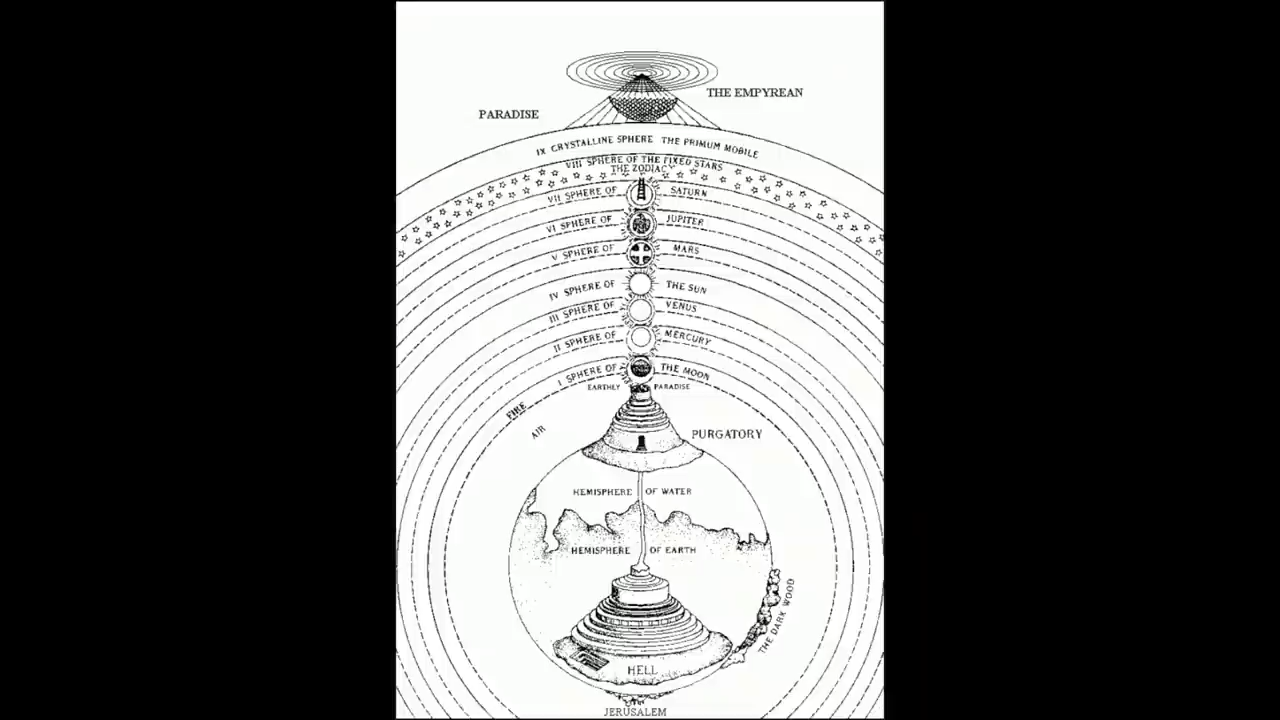 THE EMPYREAN
PARADISE
IX CRYSTALLINE SPHERE THE PRIMUM MOBILE
VIII SPHERE OF THE FIXED STARS
THE ZODIAC
VII SPHERE OF SATURN
VI SPHERE OF JUPITER
V SPHERE OF MARS
IV SPHERE OF THE SUN
III SPHERE OF VENUS
II SPHERE OF MERCURY
I SPHERE OF THE MOON
EARTHLY PARADISE
FIRE
AIR
PURGATORY
HEMISPHERE OF WATER
HEMISPHERE OF EARTH
THE DARK WOOD
HELL
JERUSALEM